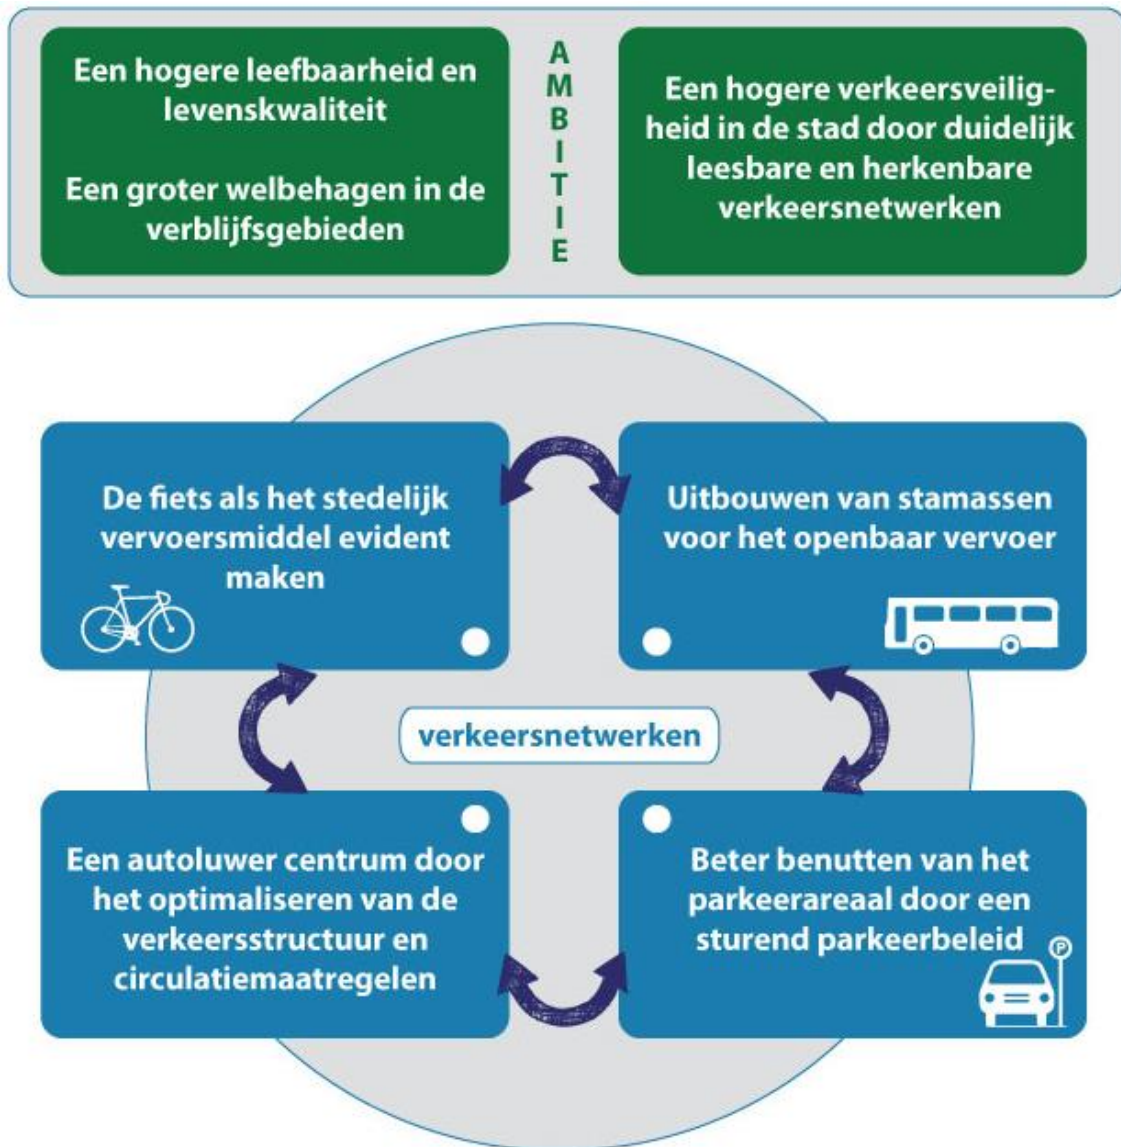 Een hogere leefbaarheid en
levenskwaliteit
Een groter welbehagen in de
verblijfsgebieden
AMBITIE
Een hogere verkeersveilig-
heid in de stad door duidelijk
leesbare en herkenbare
verkeersnetwerken
De fiets als het stedelijk
vervoersmiddel evident
maken
Uitbouwen van stamassen
voor het openbaar vervoer
verkeersnetwerken
Een autoluwer centrum door
het optimaliseren van de
verkeersstructuur en
circulatiemaatregelen
Beter benutten van het
parkeerareaal door een
sturend parkeerbeleid
P